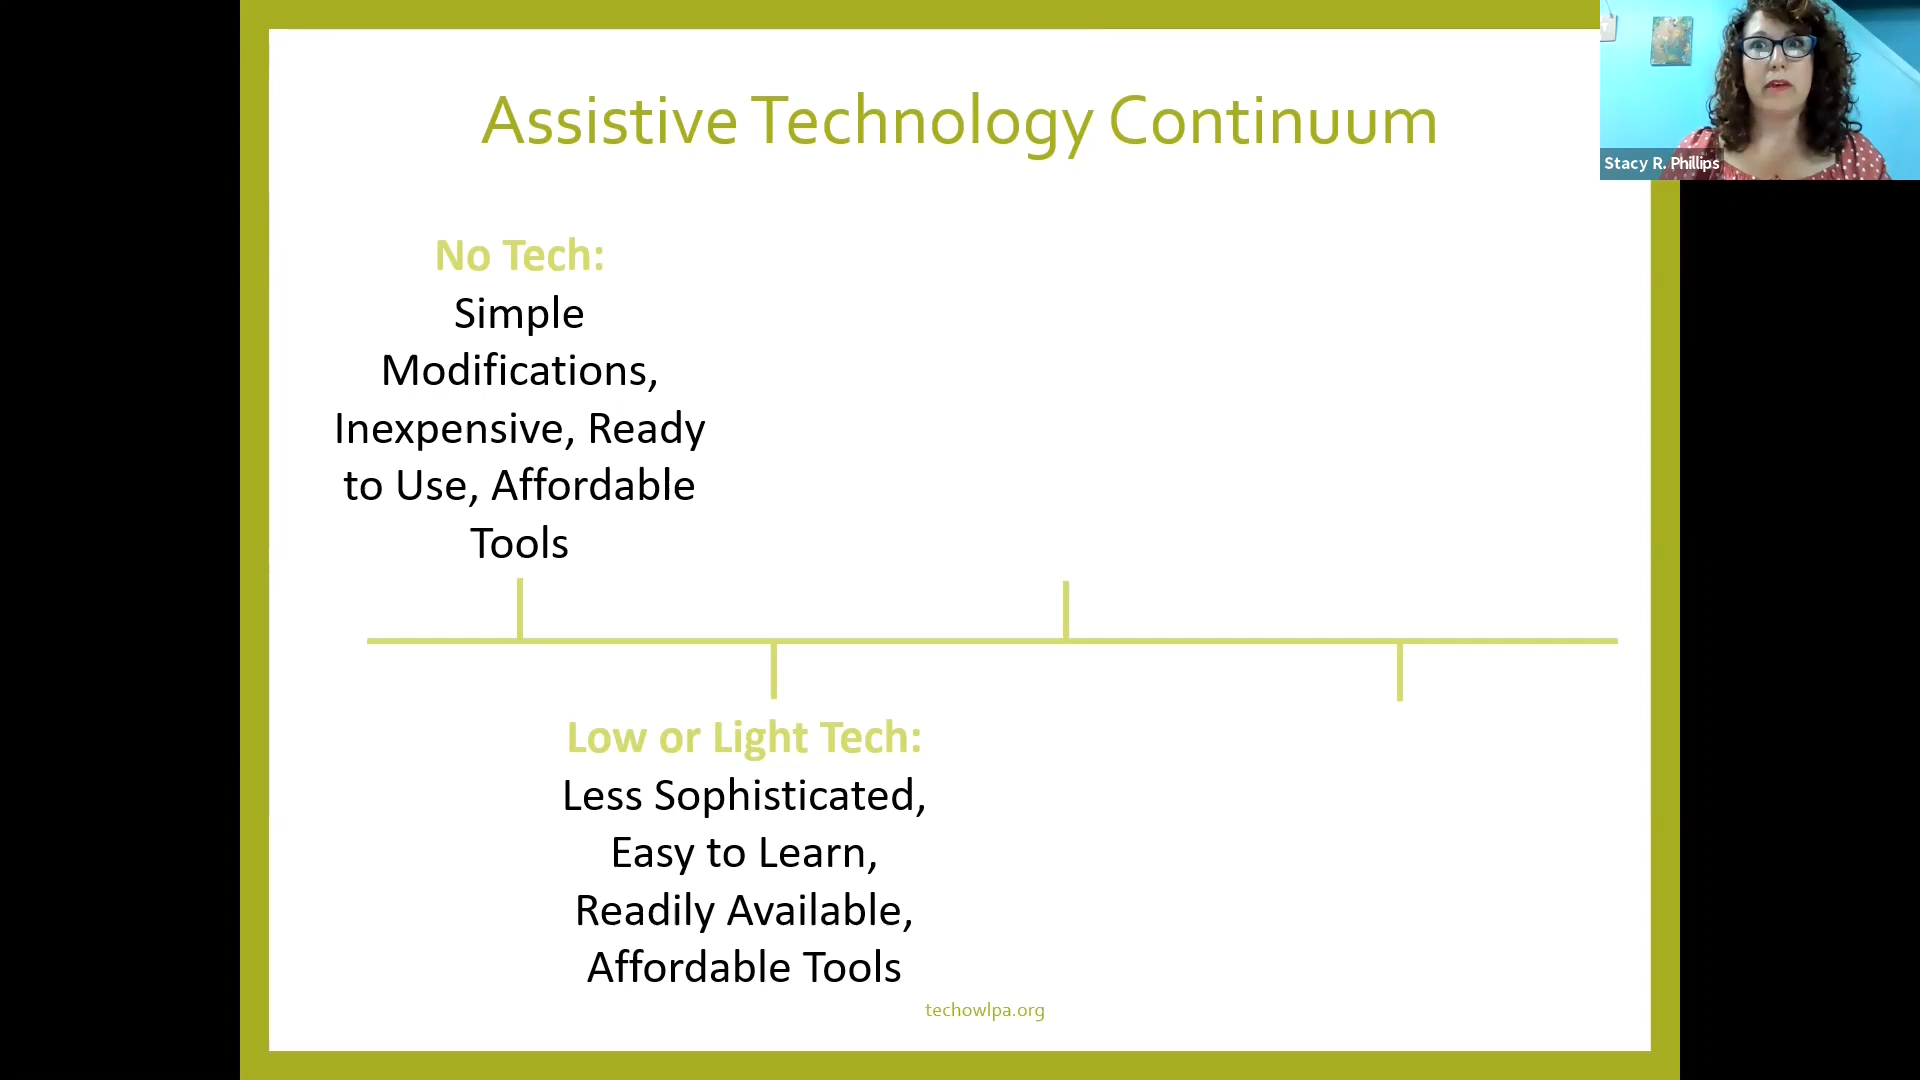 Assistive Technology Continuum
Stacy R. Phillips
No Tech:
Simple
Modifications,
Inexpensive, Ready
to Use, Affordable
Tools
Low or Light Tech:
Less Sophisticated,
Easy to Learn,
Readily Available,
Affordable Tools
techowlpa.org